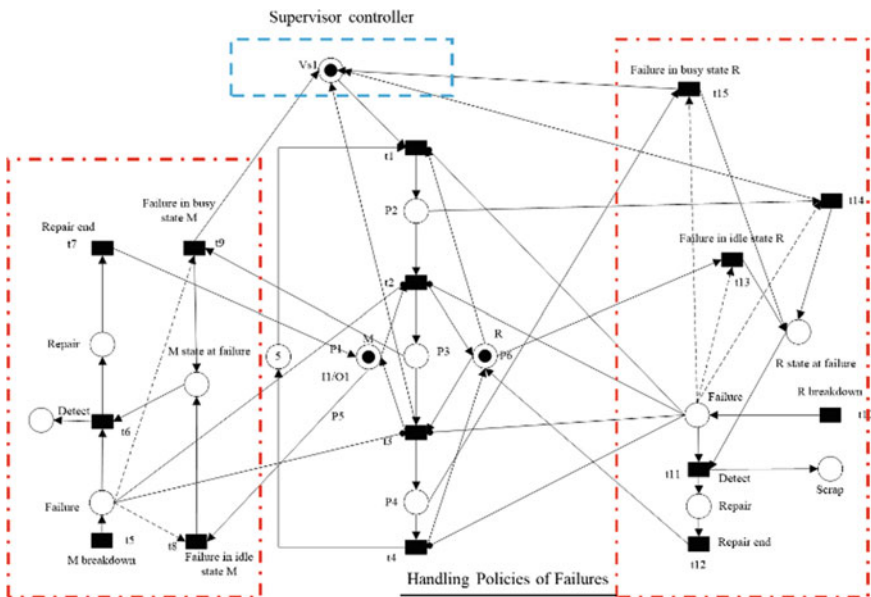 Supervisor controller
Vs1
Failure in busy state R
t15
t1
P2
t14
Failure in busy
state M
Repair end
t7
t9
Failure in idle state R
t13
t2
Repair
M state at failure
5
P1
M
I1/O1
P3
R
P6
R state at failure
Detect
t6
P5
t3
Failure
R breakdown
t1
t11
Detect
Scrap
Failure
P4
Repair
t5
M breakdown
t8
Failure in idle
state M
t4
Repair end
t12
Handling Policies of Failures